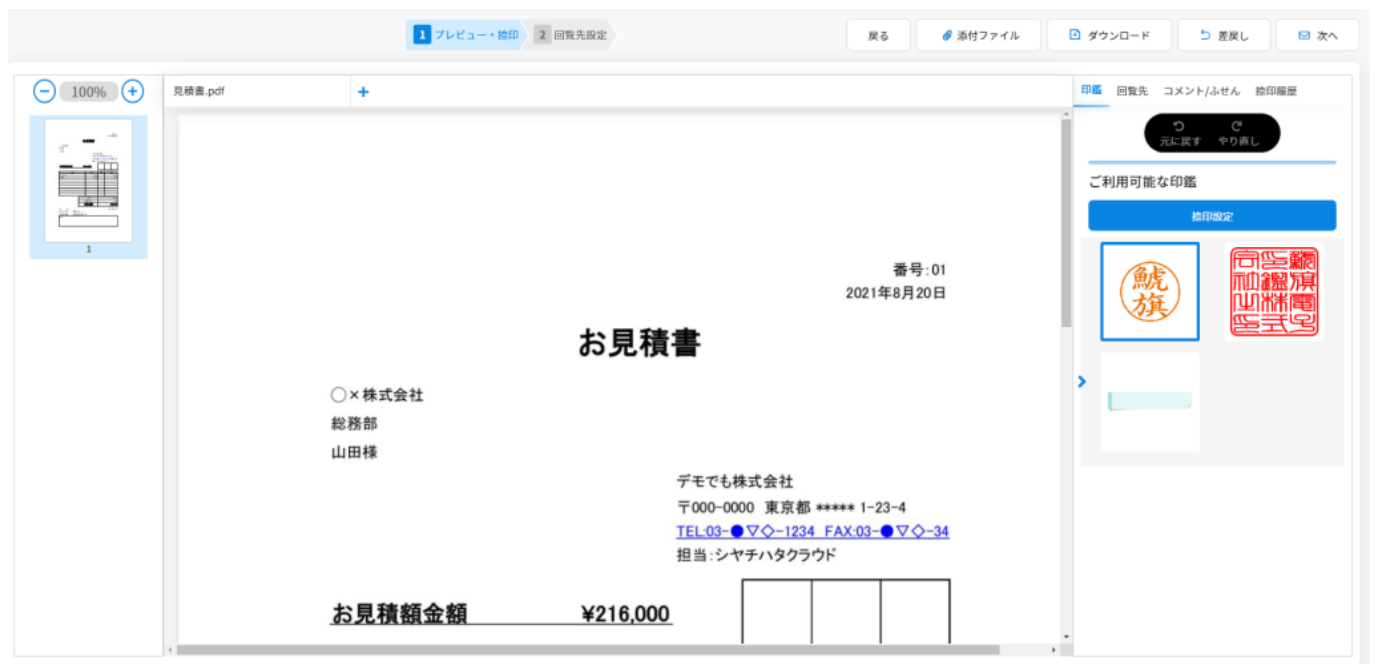 1 プレビュー・捺印 2 回覧先設定 戻る 添付ファイル ダウンロード 差戻し 次へ
100%
見積書.pdf
1
番号:01
2021年8月20日
お見積書
○×株式会社
総務部
山田様
デモでも株式会社
〒000-0000 東京都 ***** 1-23-4
TEL:03-●▽◇-1234 FAX:03-●▽◇-34
担当:シヤチハタクラウド
お見積額金額 ¥216,000
印鑑 回覧先 コメント/ふせん 捺印履歴
元に戻す やり直し
ご利用可能な印鑑
捺印設定
鯱
旗